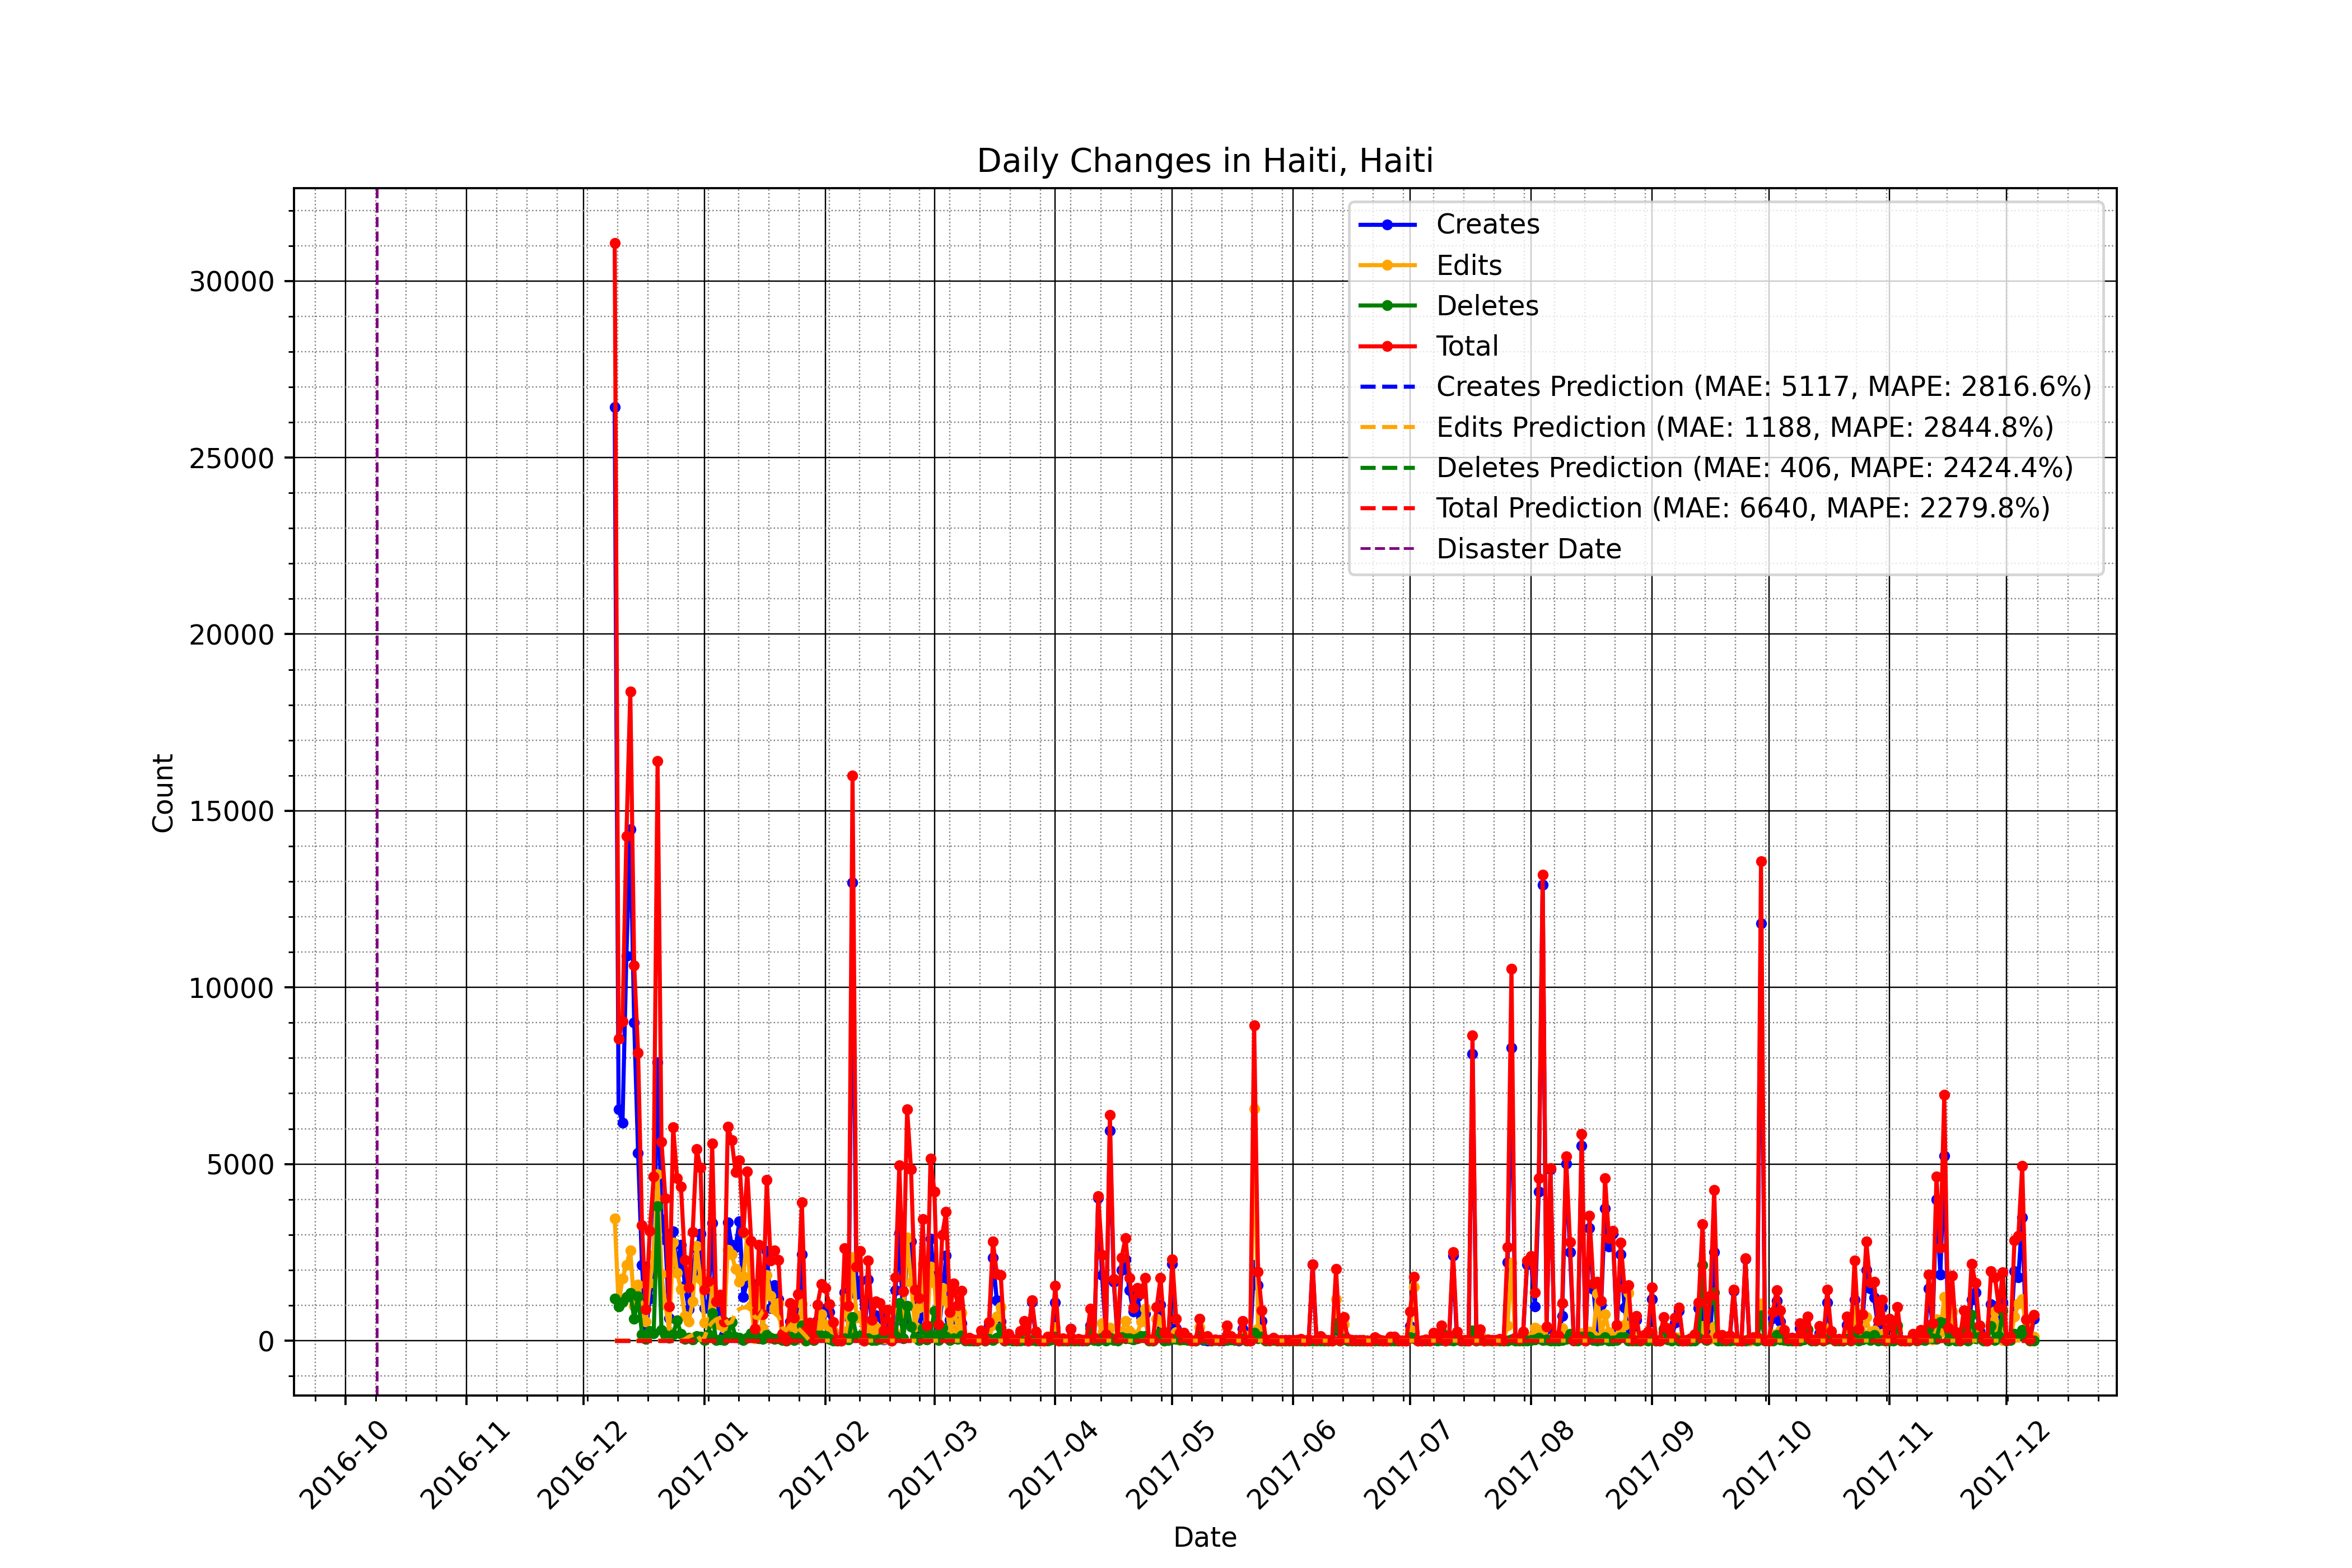 Daily Changes in Haiti, Haiti
Creates
Edits
Deletes
Total
Creates Prediction (MAE: 5117, MAPE: 2816.6%)
Edits Prediction (MAE: 1188, MAPE: 2844.8%)
Deletes Prediction (MAE: 406, MAPE: 2424.4%)
Total Prediction (MAE: 6640, MAPE: 2279.8%)
Disaster Date
Count
30000
25000
20000
15000
10000
5000
0
2016-10
2016-11
2016-12
2017-01
2017-02
2017-03
2017-04
2017-05
2017-06
2017-07
2017-08
2017-09
2017-10
2017-11
2017-12
Date